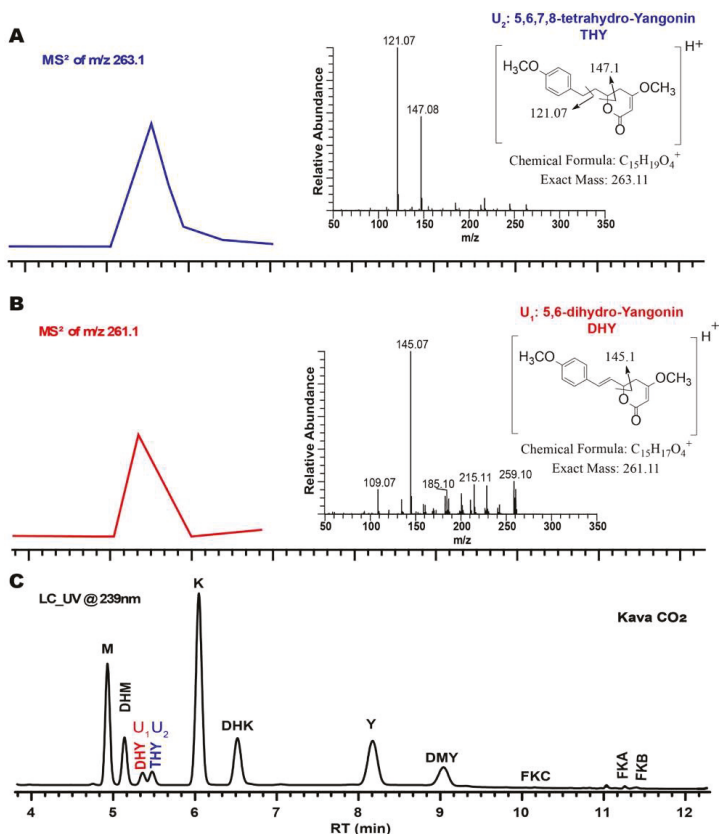 A
MS² of m/z 263.1
U₂: 5,6,7,8-tetrahydro-Yangonin
THY
Relative Abundance
121.07
147.08
50 100 150 200 250 300 350
m/z
H⁺
147.1
H₃CO
OCH₃
O
121.07
O
Chemical Formula: C₁₅H₁₉O₄⁺
Exact Mass: 263.11
B
MS² of m/z 261.1
U₁: 5,6-dihydro-Yangonin
DHY
Relative Abundance
145.07
109.07
185.10
215.11
259.10
50 100 150 200 250 300 350
m/z
H⁺
145.1
H₃CO
OCH₃
O
O
Chemical Formula: C₁₅H₁₇O₄⁺
Exact Mass: 261.11
C
LC_UV @ 239nm
Kava CO₂
M
DHM
U₁ U₂
DHY
THY
K
DHK
Y
DMY
FKC
FKA
FKB
4 5 6 7 8 9 10 11 12
RT (min)